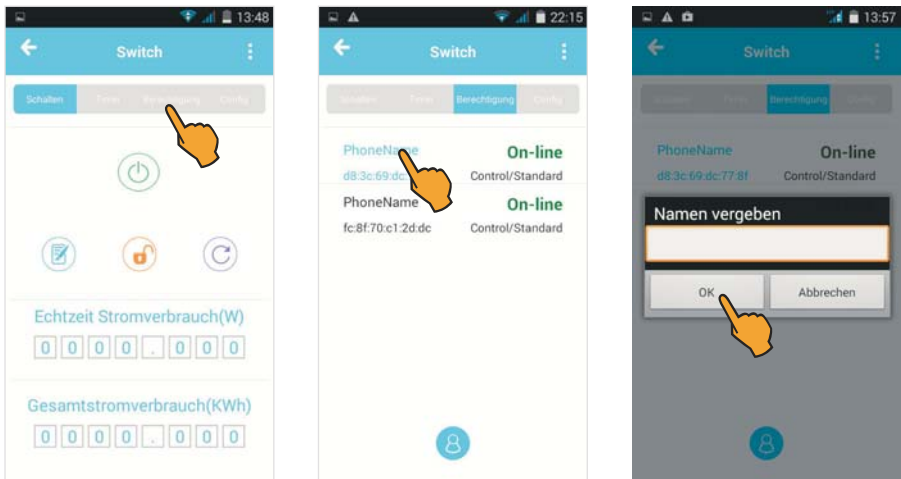 13:48
Switch
Schalten Timer Berechtigung Config
Echtzeit Stromverbrauch(W)
0 0 0 0 . 0 0 0
Gesamtstromverbrauch(KWh)
0 0 0 0 . 0 0 0
22:15
Switch
Schalten Timer Berechtigung Config
PhoneName On-line
d8:3c:69:dc: Control/Standard
PhoneName On-line
fc:8f:70:c1:2d:dc Control/Standard
13:57
Switch
Schalten Timer Berechtigung Config
PhoneName On-line
d8:3c:69:dc:77:8f Control/Standard
Namen vergeben
OK Abbrechen